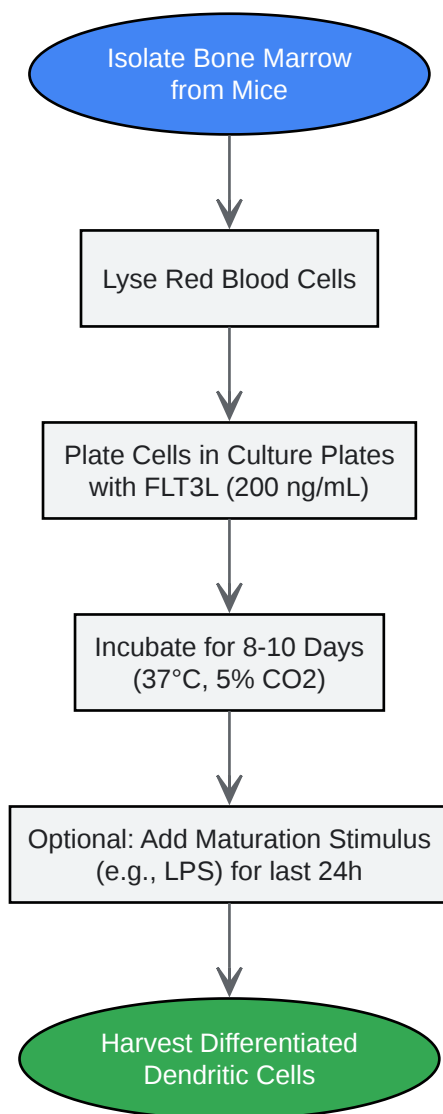 Isolate Bone Marrow
from Mice
Lyse Red Blood Cells
Plate Cells in Culture Plates
with FLT3L (200 ng/mL)
Incubate for 8-10 Days
(37°C, 5% CO2)
Optional: Add Maturation Stimulus
(e.g., LPS) for last 24h
Harvest Differentiated
Dendritic Cells